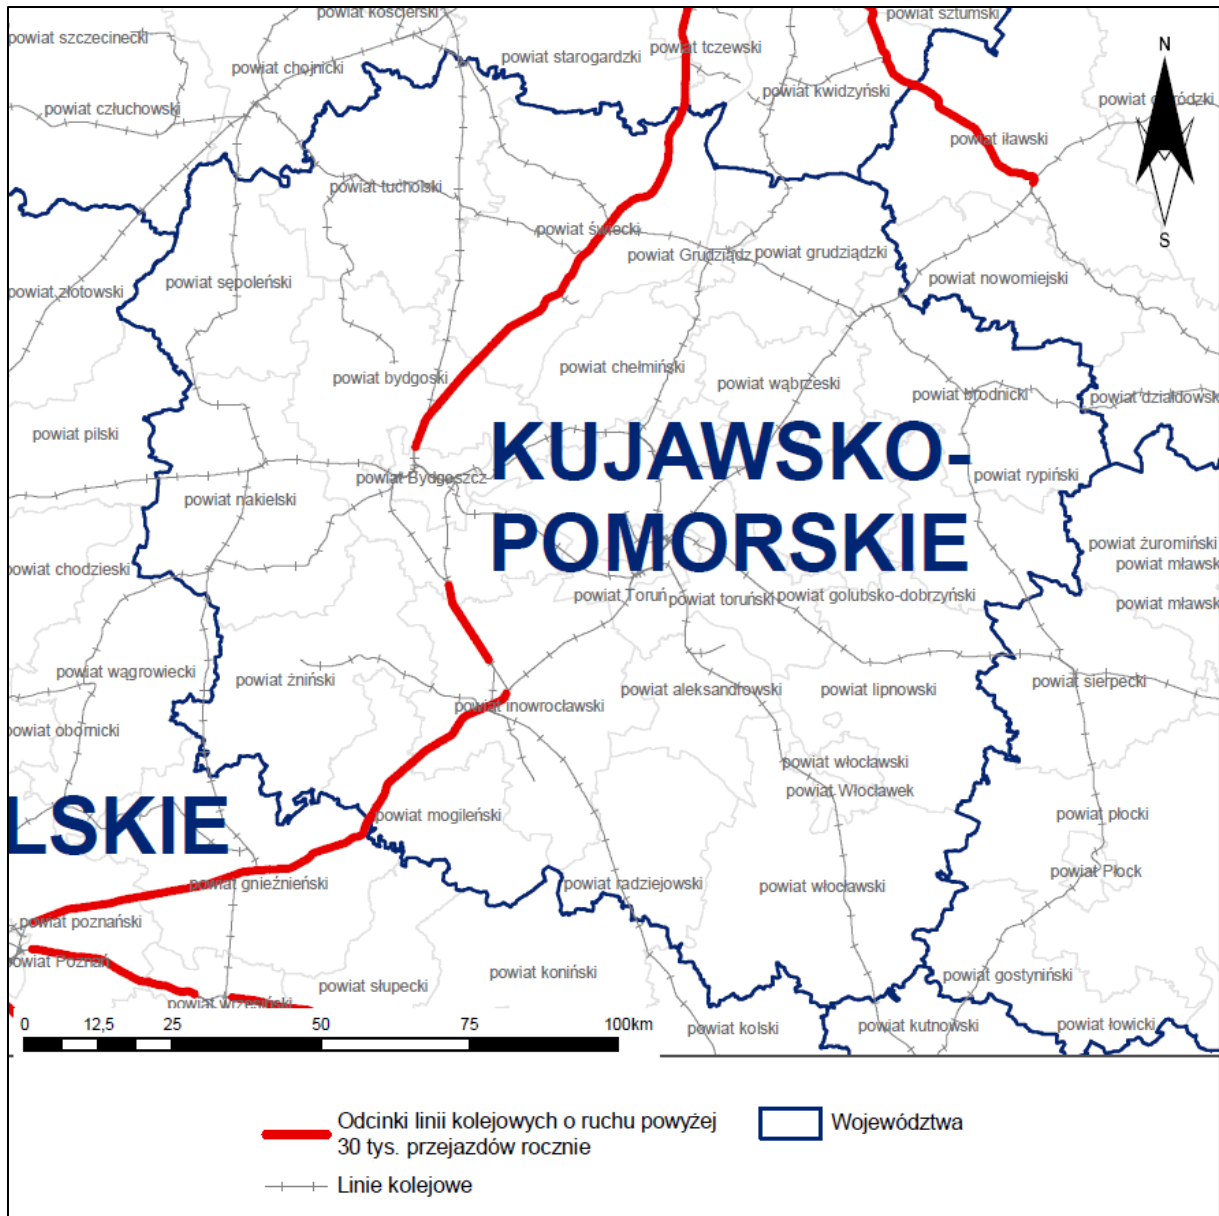 powiat kościerski
powiat sztumski
powiat szczecinecki
powiat starogardzki
powiat tczewski
N
powiat chojnicki
powiat kwidzyński
powiat człuchowski
powiat iławski
powiat tucholski
S
powiat świecki
powiat Grudziądz
powiat grudziądzki
powiat sępoleński
powiat nowomiejski
powiat złotowski
powiat chełmiński
powiat bydgoski
powiat wąbrzeski
powiat brodnicki
powiat działdowsk
powiat pilski
KUJAWSKO-
POMORSKIE
powiat Bydgoszcz
powiat rypiński
powiat nakielski
powiat żuromiński
powiat mławsk
powiat chodzieski
powiat Toruń
powiat toruński
powiat golubsko-dobrzyński
powiat mławsk
powiat wągrowiecki
powiat żniński
powiat aleksandrowski
powiat lipnowski
powiat sierpecki
powiat inowrocławski
powiat obornicki
powiat włocławski
powiat Włocławek
LSKIE
powiat mogileński
powiat płocki
powiat Płock
powiat gnieźnieński
powiat radziejowski
powiat włocławski
powiat poznański
powiat Poznań
powiat koniński
powiat gostyniński
powiat słupecki
powiat wrzesiński
0 12,5 25 50 75 100km
powiat kolski
powiat kutnowski
powiat łowicki
Odcinki linii kolejowych o ruchu powyżej
30 tys. przejazdów rocznie
Województwa
Linie kolejowe